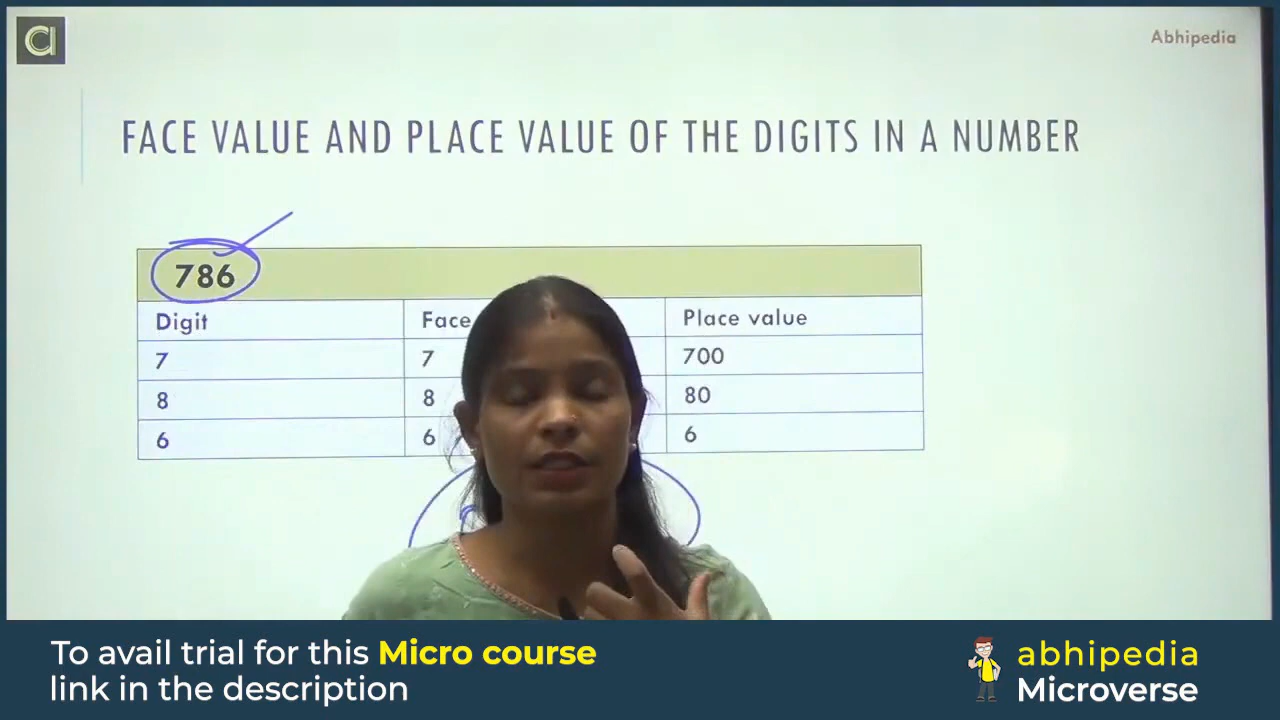 Abhipedia
FACE VALUE AND PLACE VALUE OF THE DIGITS IN A NUMBER
786
Digit Face Place value
7 7 700
8 8 80
6 6 6
To avail trial for this Micro course
link in the description
abhipedia
Microverse